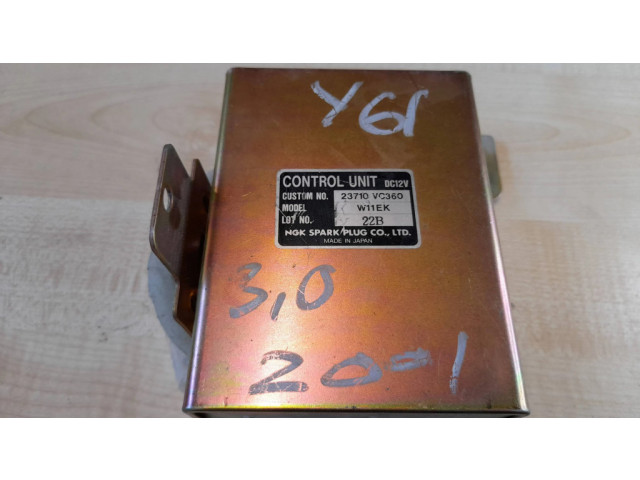 Y61
CONTROL UNIT DC12V
CUSTOM NO. 23710 VC360
MODEL W11EK
LOT NO. 22B
NGK SPARK PLUG CO., LTD.
MADE IN JAPAN
3,0
2001